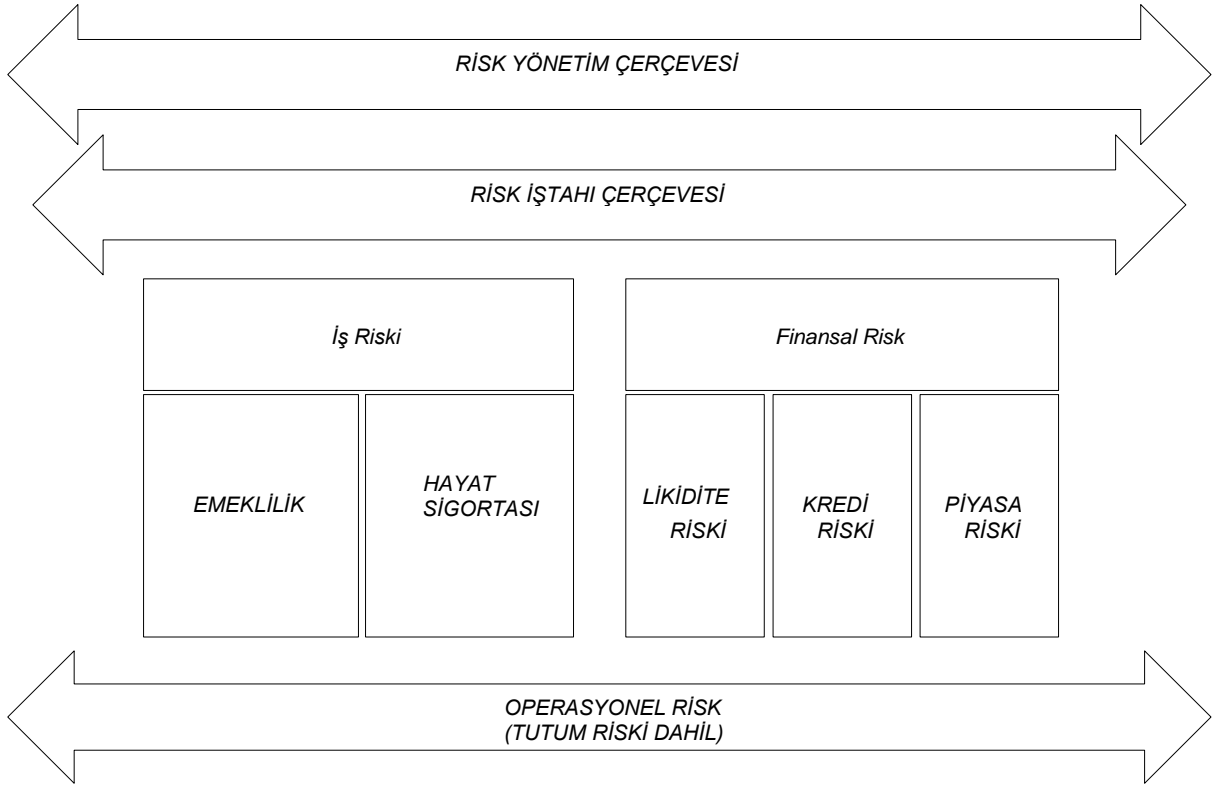 RİSK YÖNETİM ÇERÇEVESİ
RİSK İŞTAHI ÇERÇEVESİ
İş Riski
Finansal Risk
EMEKLİLİK
HAYAT
SİGORTASI
LİKİDİTE
RİSKİ
KREDİ
RİSKİ
PİYASA
RİSKİ
OPERASYONEL RİSK
(TUTUM RİSKİ DAHİL)